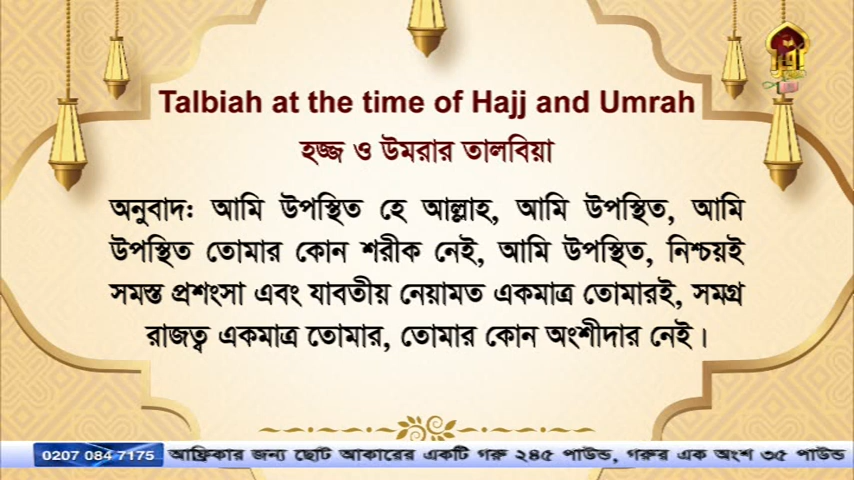 Talbiah at the time of Hajj and Umrah
হজ্জ ও উমরার তালবিয়া
অনুবাদ: আমি উপস্থিত হে আল্লাহ, আমি উপস্থিত, আমি
উপস্থিত তোমার কোন শরীক নেই, আমি উপস্থিত, নিশ্চয়ই
সমস্ত প্রশংসা এবং যাবতীয় নেয়ামত একমাত্র তোমারই, সমগ্র
রাজত্ব একমাত্র তোমার, তোমার কোন অংশীদার নেই।
0207 084 7175 আফ্রিকার জন্য ছোট আকারের একটি গরু ২৪৫ পাউন্ড, গরুর এক অংশ ৩৫ পাউন্ড